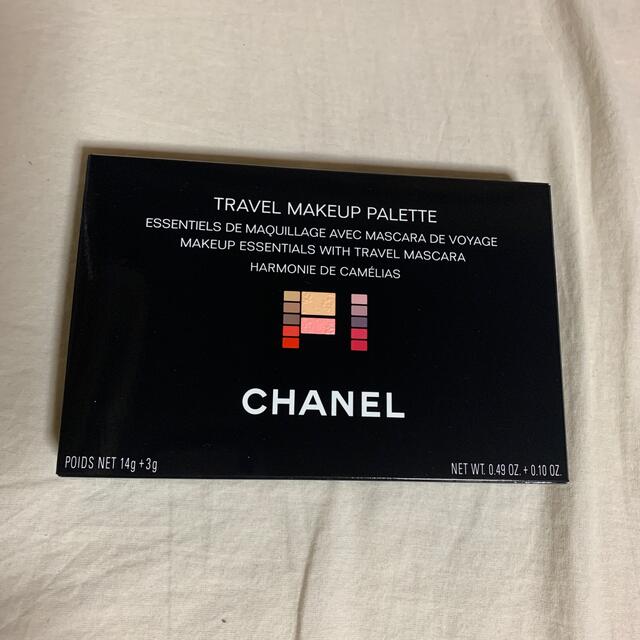 TRAVEL MAKEUP PALETTE
ESSENTIELS DE MAQUILLAGE AVEC MASCARA DE VOYAGE
MAKEUP ESSENTIALS WITH TRAVEL MASCARA
HARMONIE DE CAMÉLIAS
CHANEL
POIDS NET 14g +3g
NET WT. 0.49 OZ. + 0.10 OZ.